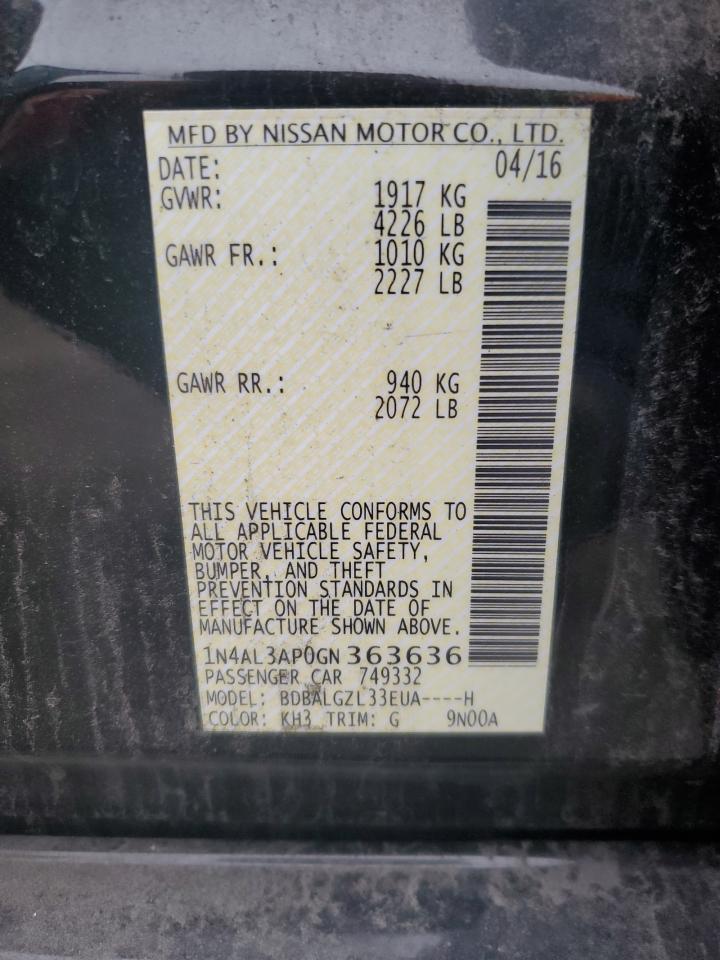 MFD BY NISSAN MOTOR CO., LTD.
DATE: 04/16
GVWR: 1917 KG
4226 LB
GAWR FR.: 1010 KG
2227 LB
GAWR RR.: 940 KG
2072 LB
THIS VEHICLE CONFORMS TO
ALL APPLICABLE FEDERAL
MOTOR VEHICLE SAFETY,
BUMPER, AND THEFT
PREVENTION STANDARDS IN
EFFECT ON THE DATE OF
MANUFACTURE SHOWN ABOVE.
1N4AL3AP0GN 363636
PASSENGER CAR 749332
MODEL: BDBALGZL33EUA----H
COLOR: KH3 TRIM: G 9N00A